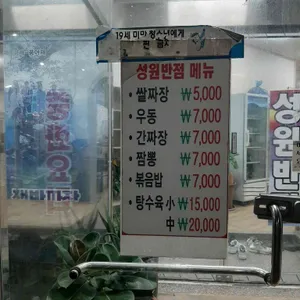 19세 미만 청소년에게
성원반점 메뉴
• 쌀짜장 ₩5,000
• 우동 ₩7,000
• 간짜장 ₩7,000
• 짬뽕 ₩7,000
• 볶음밥 ₩7,000
• 탕수육 小 ₩15,000
中 ₩20,000
성원반